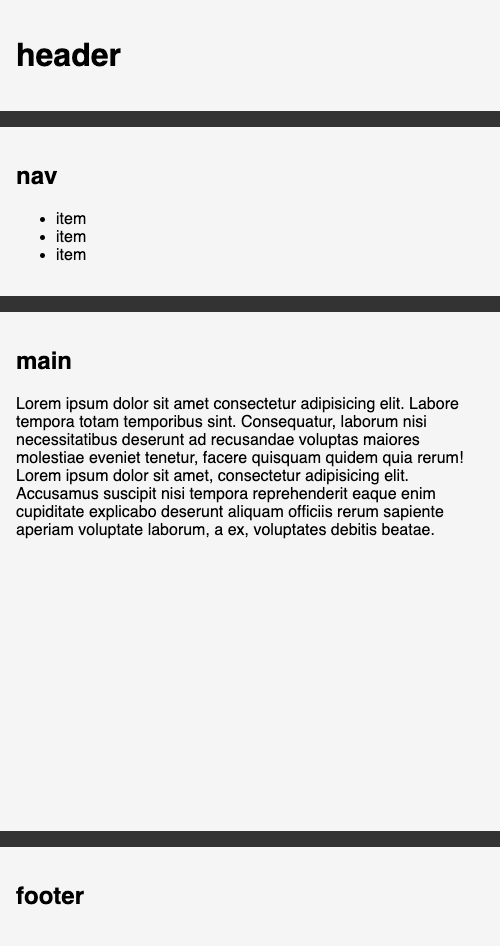 header
nav
• item
• item
• item
main
Lorem ipsum dolor sit amet consectetur adipisicing elit. Labore
tempora totam temporibus sint. Consequatur, laborum nisi
necessitatibus deserunt ad recusandae voluptas maiores
molestiae eveniet tenetur, facere quisquam quidem quia rerum!
Lorem ipsum dolor sit amet, consectetur adipisicing elit.
Accusamus suscipit nisi tempora reprehenderit eaque enim
cupiditate explicabo deserunt aliquam officiis rerum sapiente
aperiam voluptate laborum, a ex, voluptates debitis beatae.
footer